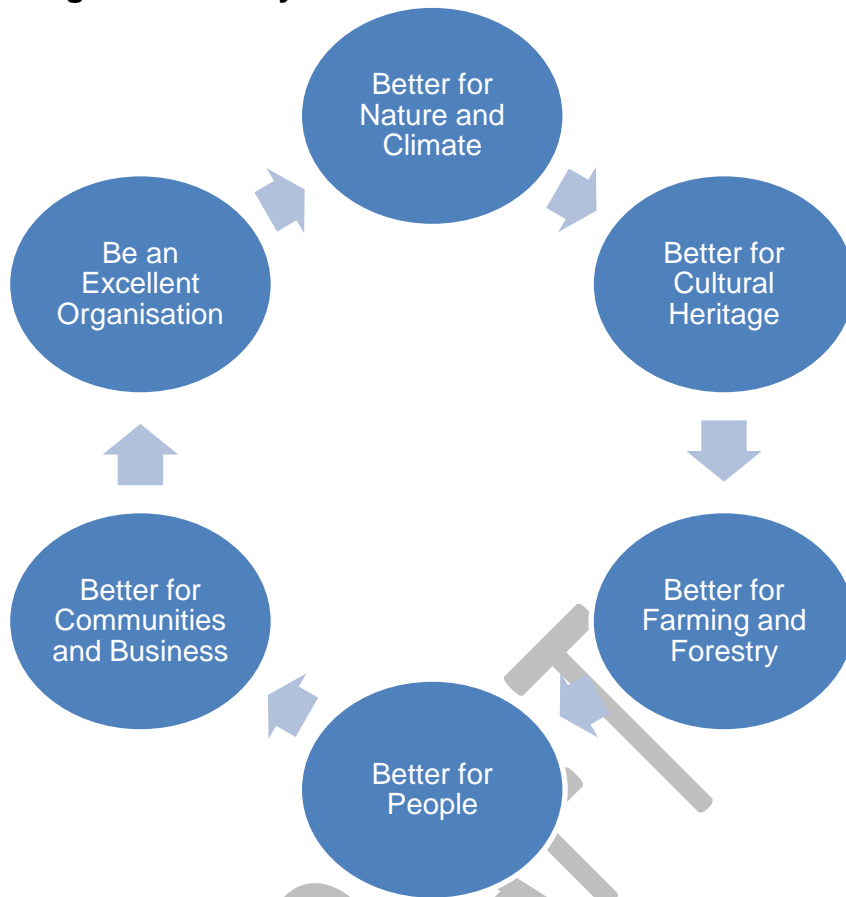 Better for
Nature and
Climate
Better for
Cultural
Heritage
Better for
Farming and
Forestry
Better for
People
Better for
Communities
and Business
Be an
Excellent
Organisation